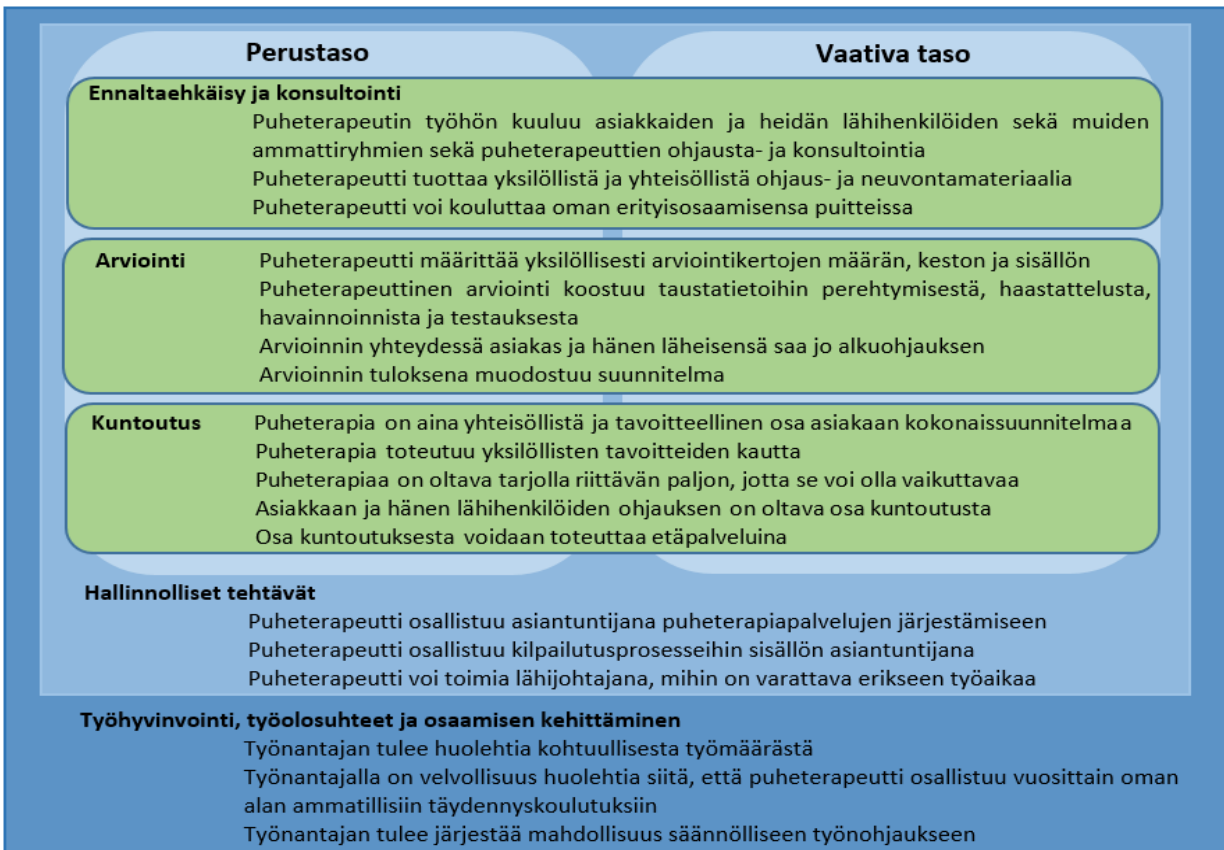 Perustaso
Vaativa taso
Ennaltaehkäisy ja konsultointi
Puheterapeutin työhön kuuluu asiakkaiden ja heidän lähihenkilöiden sekä muiden
ammattiryhmien sekä puheterapeuttien ohjausta- ja konsultointia
Puheterapeutti tuottaa yksilöllistä ja yhteisöllistä ohjaus- ja neuvontamateriaalia
Puheterapeutti voi kouluttaa oman erityisosaamisensa puitteissa
Arviointi Puheterapeutti määrittää yksilöllisesti arviointikertojen määrän, keston ja sisällön
Puheterapeuttinen arviointi koostuu taustatietoihin perehtymisestä, haastattelusta,
havainnoinnista ja testauksesta
Arvioinnin yhteydessä asiakas ja hänen läheisensä saa jo alkuohjauksen
Arvioinnin tuloksena muodostuu suunnitelma
Kuntoutus Puheterapia on aina yhteisöllistä ja tavoitteellinen osa asiakaan kokonaissuunnitelmaa
Puheterapia toteutuu yksilöllisten tavoitteiden kautta
Puheterapiaa on oltava tarjolla riittävän paljon, jotta se voi olla vaikuttavaa
Asiakkaan ja hänen lähihenkilöiden ohjauksen on oltava osa kuntoutusta
Osa kuntoutuksesta voidaan toteuttaa etäpalveluina
Hallinnolliset tehtävät
Puheterapeutti osallistuu asiantuntijana puheterapiapalvelujen järjestämiseen
Puheterapeutti osallistuu kilpailutusprosesseihin sisällön asiantuntijana
Puheterapeutti voi toimia lähijohtajana, mihin on varattava erikseen työaikaa
Työhyvinvointi, työolosuhteet ja osaamisen kehittäminen
Työnantajan tulee huolehtia kohtuullisesta työmäärästä
Työnantajalla on velvollisuus huolehtia siitä, että puheterapeutti osallistuu vuosittain oman
alan ammatillisiin täydennyskoulutuksiin
Työnantajan tulee järjestää mahdollisuus säännölliseen työnohjaukseen